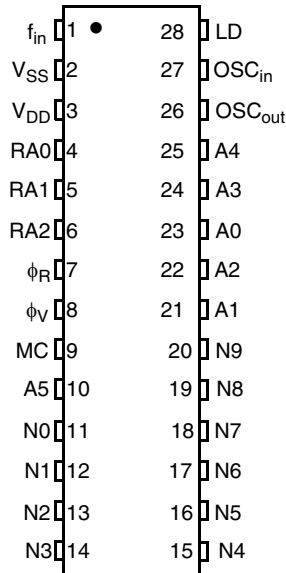 f_in 1 28 LD
V_SS 2 27 OSC_in
V_DD 3 26 OSC_out
RA0 4 25 A4
RA1 5 24 A3
RA2 6 23 A0
ϕ_R 7 22 A2
ϕ_V 8 21 A1
MC 9 20 N9
A5 10 19 N8
N0 11 18 N7
N1 12 17 N6
N2 13 16 N5
N3 14 15 N4